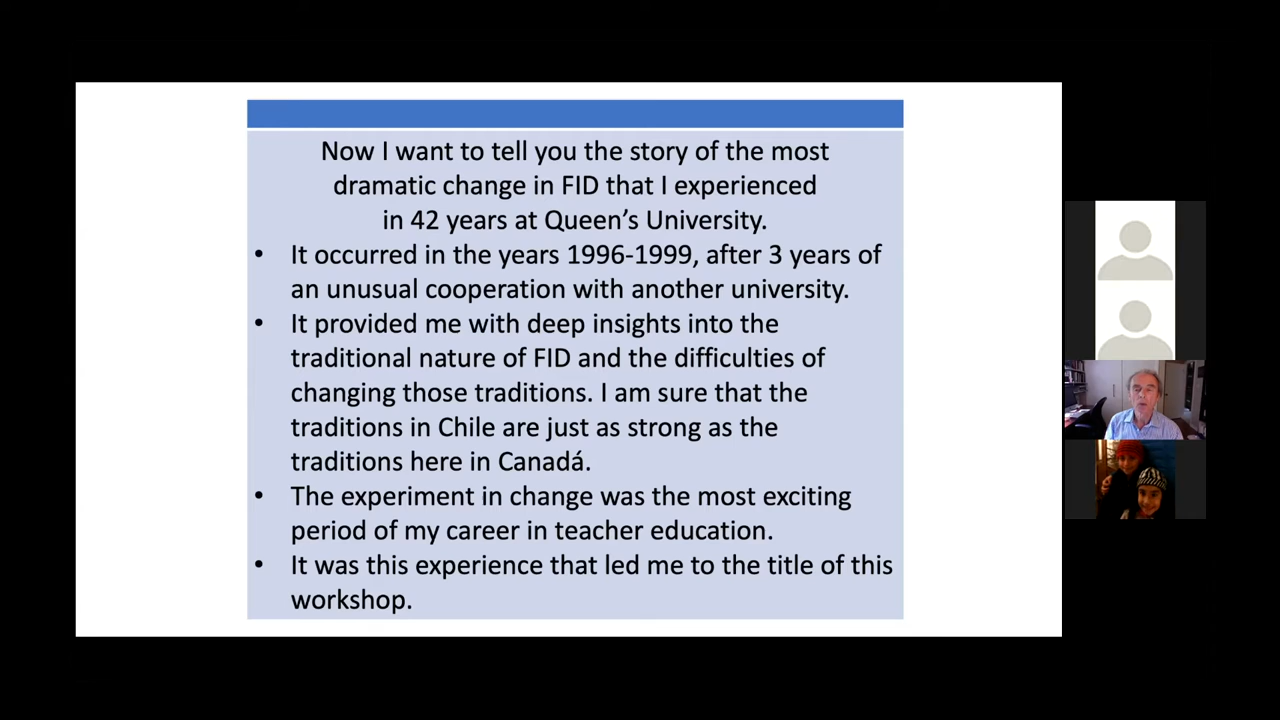 Now I want to tell you the story of the most
dramatic change in FID that I experienced
in 42 years at Queen’s University.
• It occurred in the years 1996-1999, after 3 years of
an unusual cooperation with another university.
• It provided me with deep insights into the
traditional nature of FID and the difficulties of
changing those traditions. I am sure that the
traditions in Chile are just as strong as the
traditions here in Canadá.
• The experiment in change was the most exciting
period of my career in teacher education.
• It was this experience that led me to the title of this
workshop.